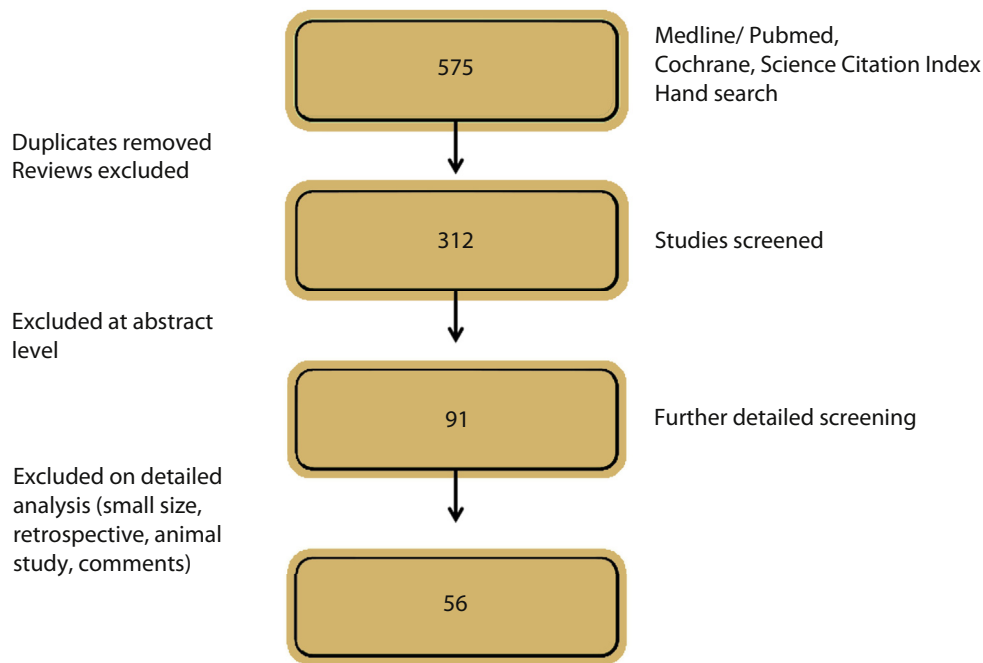 575
Medline/ Pubmed,
Cochrane, Science Citation Index
Hand search
Duplicates removed
Reviews excluded
312
Studies screened
Excluded at abstract
level
91
Further detailed screening
Excluded on detailed
analysis (small size,
retrospective, animal
study, comments)
56